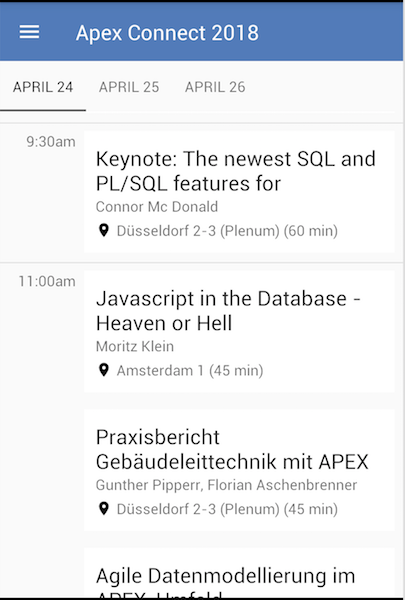 Apex Connect 2018
APRIL 24 APRIL 25 APRIL 26
9:30am
Keynote: The newest SQL and
PL/SQL features for
Connor Mc Donald
Düsseldorf 2-3 (Plenum) (60 min)
11:00am
Javascript in the Database -
Heaven or Hell
Moritz Klein
Amsterdam 1 (45 min)
Praxisbericht
Gebäudeleittechnik mit APEX
Gunther Pipperr, Florian Aschenbrenner
Düsseldorf 2-3 (Plenum) (45 min)
Agile Datenmodellierung im
APEX-Umfeld